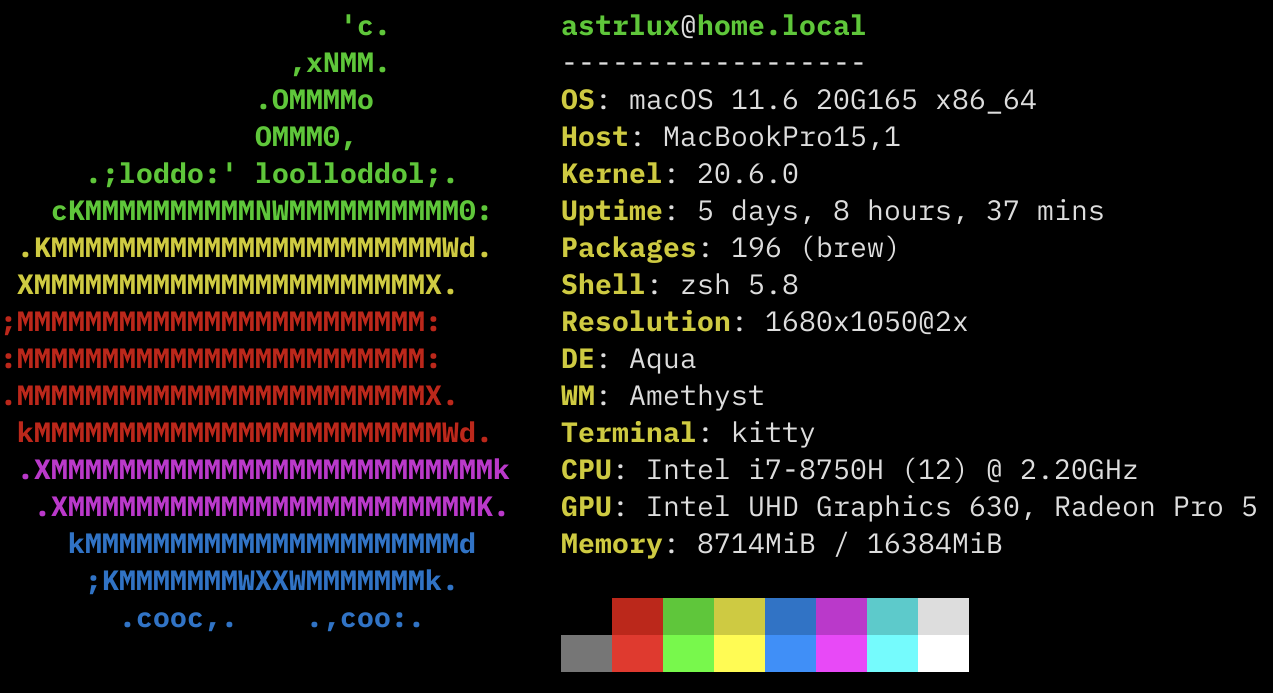 'c.
,xNMM.
.OMMMMo
OMMM0,
.;loddo:' loolloddol;.
cKMMMMMMMMMMNWMMMMMMMMMM0:
.KMMMMMMMMMMMMMMMMMMMMMMMWd.
XMMMMMMMMMMMMMMMMMMMMMMMX.
;MMMMMMMMMMMMMMMMMMMMMMMM:
:MMMMMMMMMMMMMMMMMMMMMMMM:
.MMMMMMMMMMMMMMMMMMMMMMMMX.
kMMMMMMMMMMMMMMMMMMMMMMMMWd.
.XMMMMMMMMMMMMMMMMMMMMMMMMMMk
.XMMMMMMMMMMMMMMMMMMMMMMMMK.
kMMMMMMMMMMMMMMMMMMMMMMd
;KMMMMMMMWXXWMMMMMMMk.
.cooc,.    .,coo:.
astrlux@home.local
------------------
OS: macOS 11.6 20G165 x86_64
Host: MacBookPro15,1
Kernel: 20.6.0
Uptime: 5 days, 8 hours, 37 mins
Packages: 196 (brew)
Shell: zsh 5.8
Resolution: 1680x1050@2x
DE: Aqua
WM: Amethyst
Terminal: kitty
CPU: Intel i7-8750H (12) @ 2.20GHz
GPU: Intel UHD Graphics 630, Radeon Pro 5
Memory: 8714MiB / 16384MiB